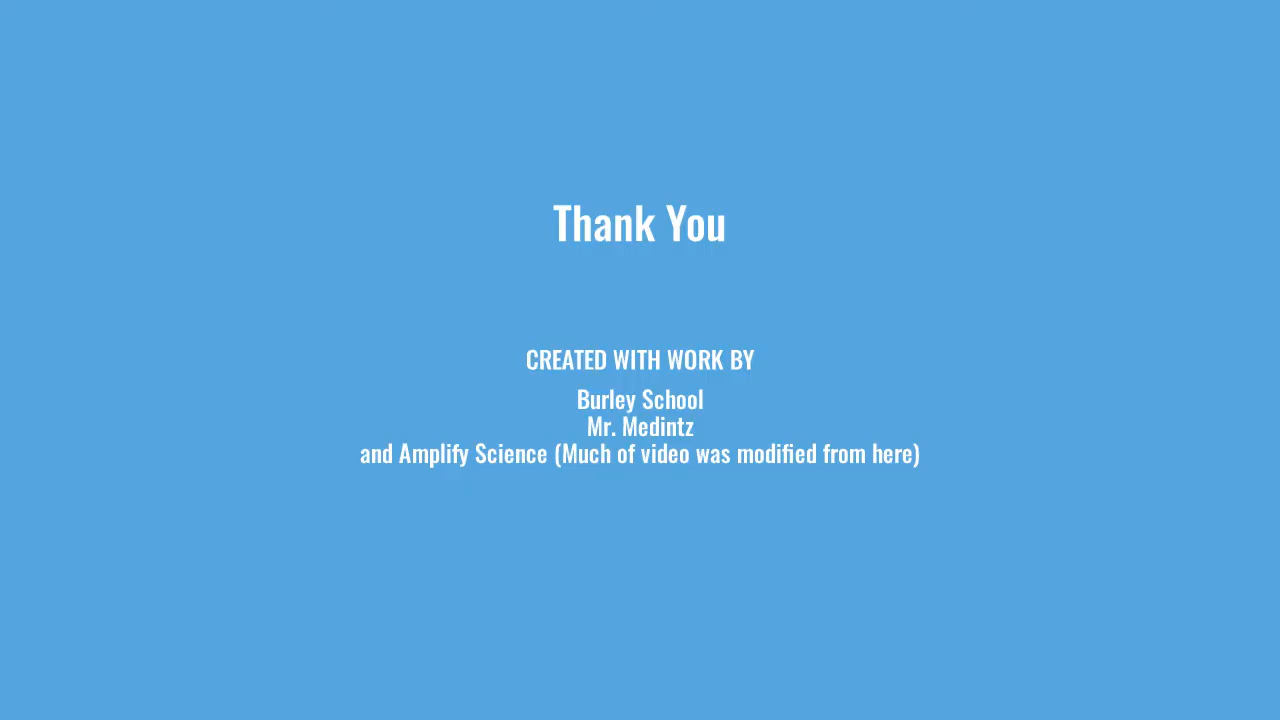 Thank You
CREATED WITH WORK BY
Burley School
Mr. Medintz
and Amplify Science (Much of video was modified from here)